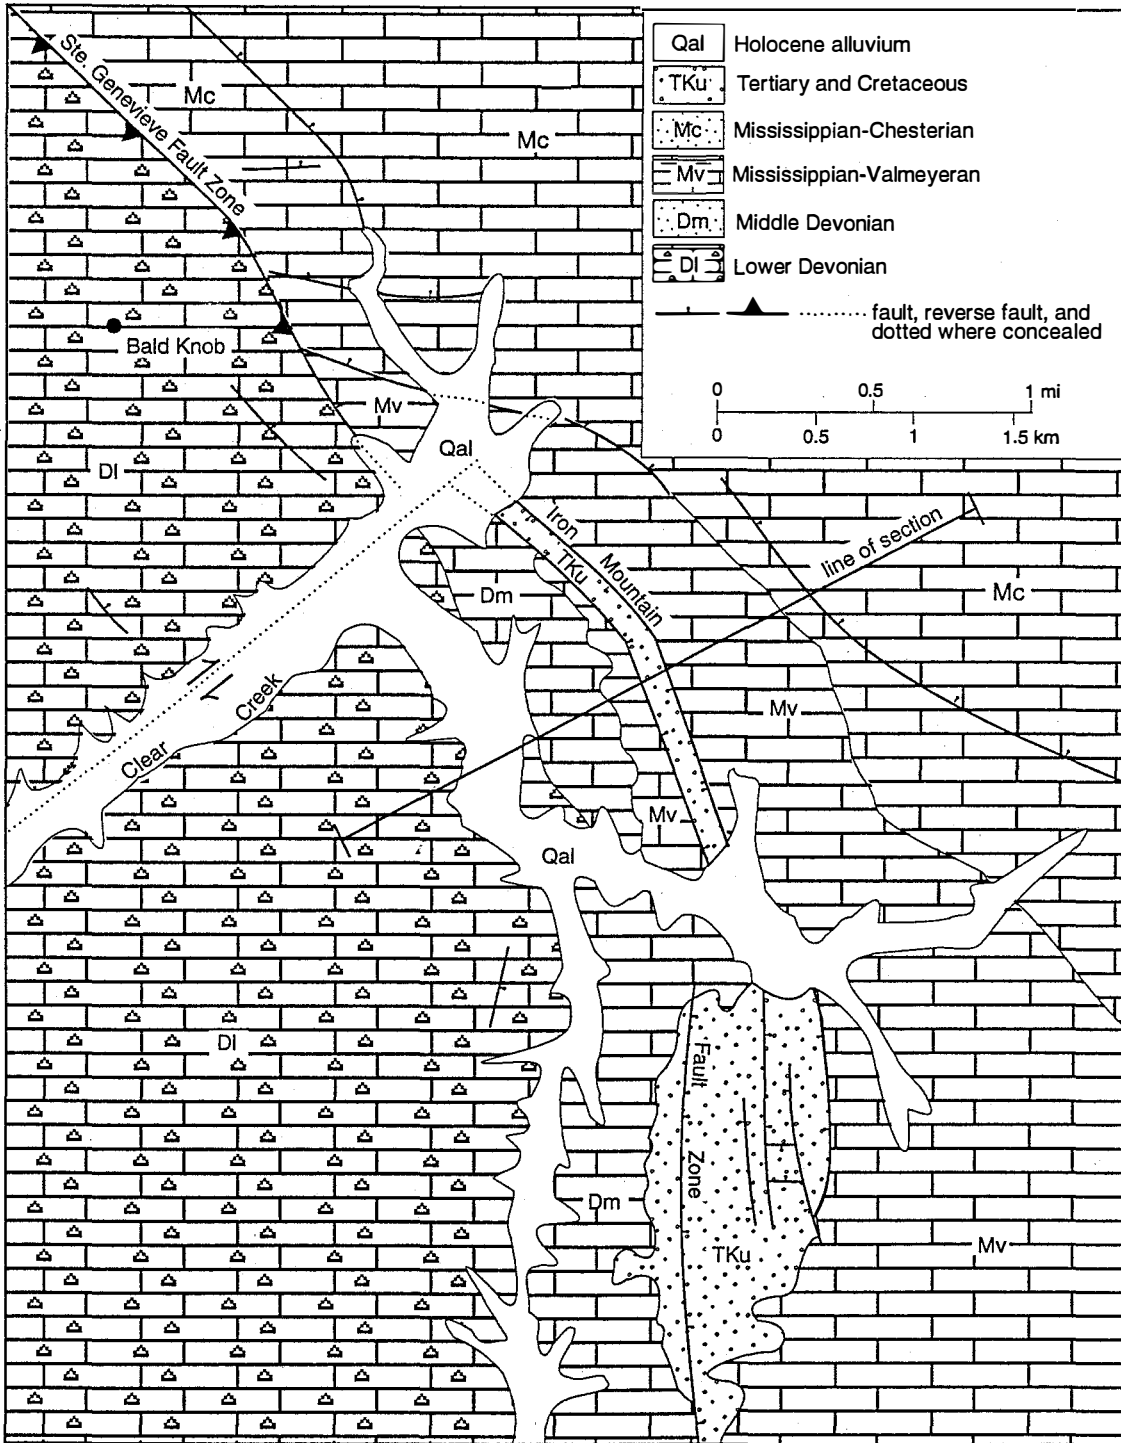 Qal Holocene alluvium
TKu Tertiary and Cretaceous
Mc Mississippian-Chesterian
Mv Mississippian-Valmeyeran
Dm Middle Devonian
Dl Lower Devonian
fault, reverse fault, and
dotted where concealed
0 0.5 1 mi
0 0.5 1 1.5 km
Ste. Genevieve Fault Zone
Mc
Mc
Bald Knob
Mv
Qal
Dl
Iron Mountain
TKu
line of section
Dm
Mc
Clear Creek
Mv
Mv
Qal
Dl
Fault Zone
Dm
TKu
Mv